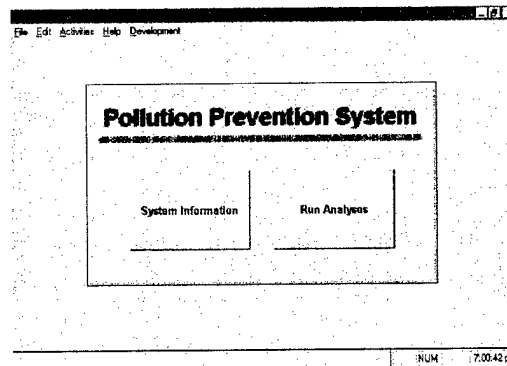 File Edit Activities Help Development
Pollution Prevention System
System Information Run Analyses
NUM 7:00:42 p